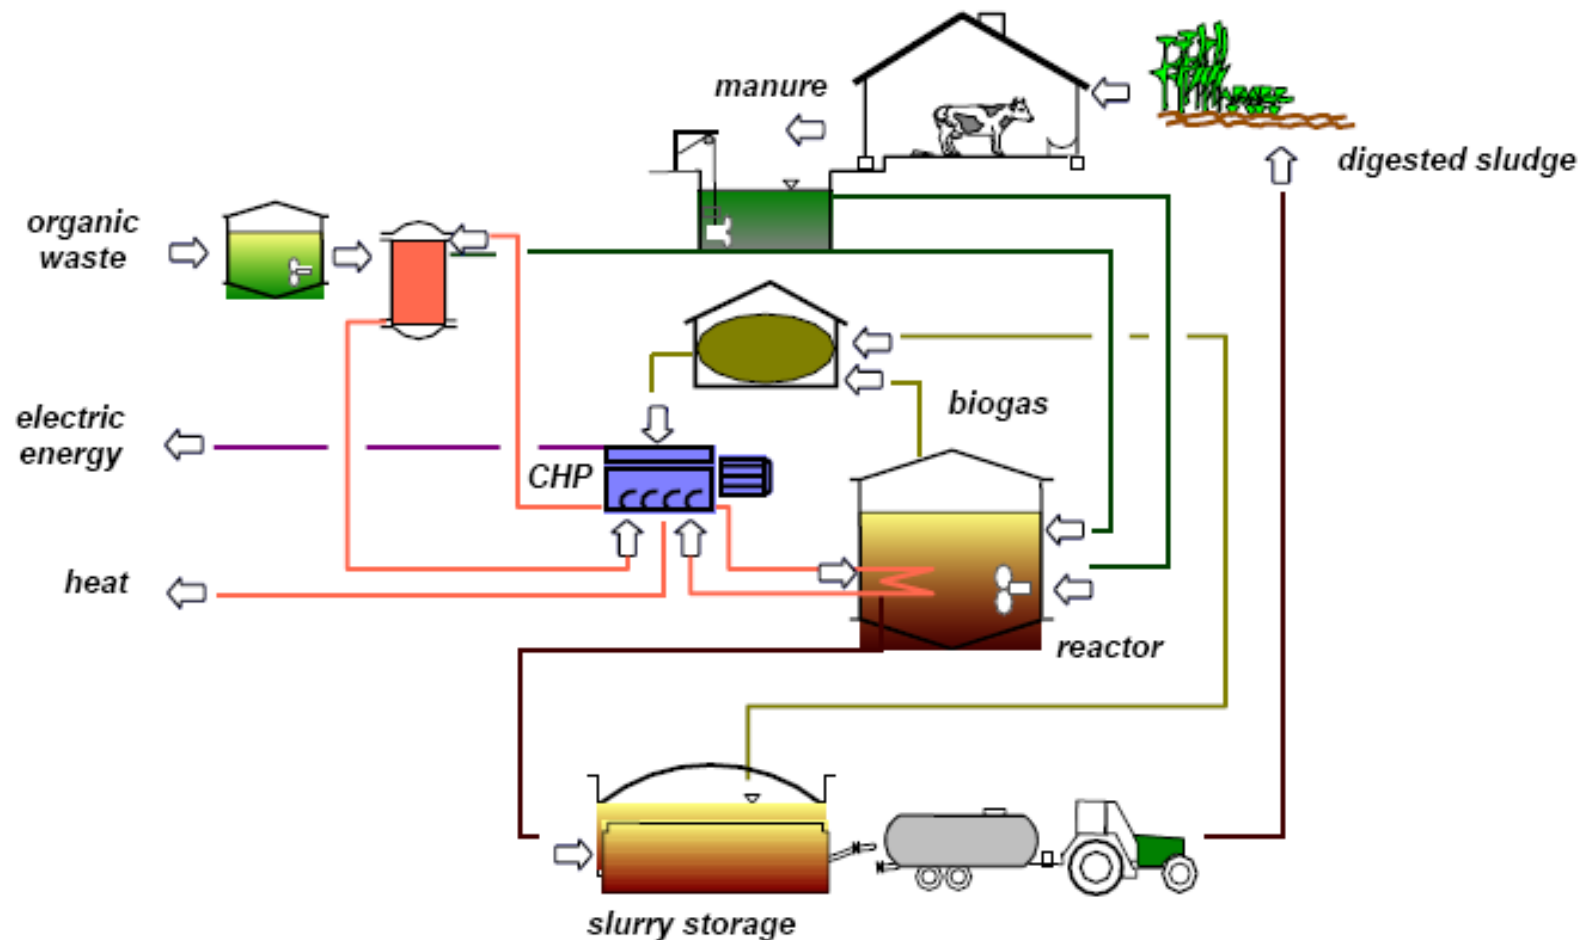 manure
digested sludge
organic
waste
biogas
electric
energy
CHP
heat
reactor
slurry storage